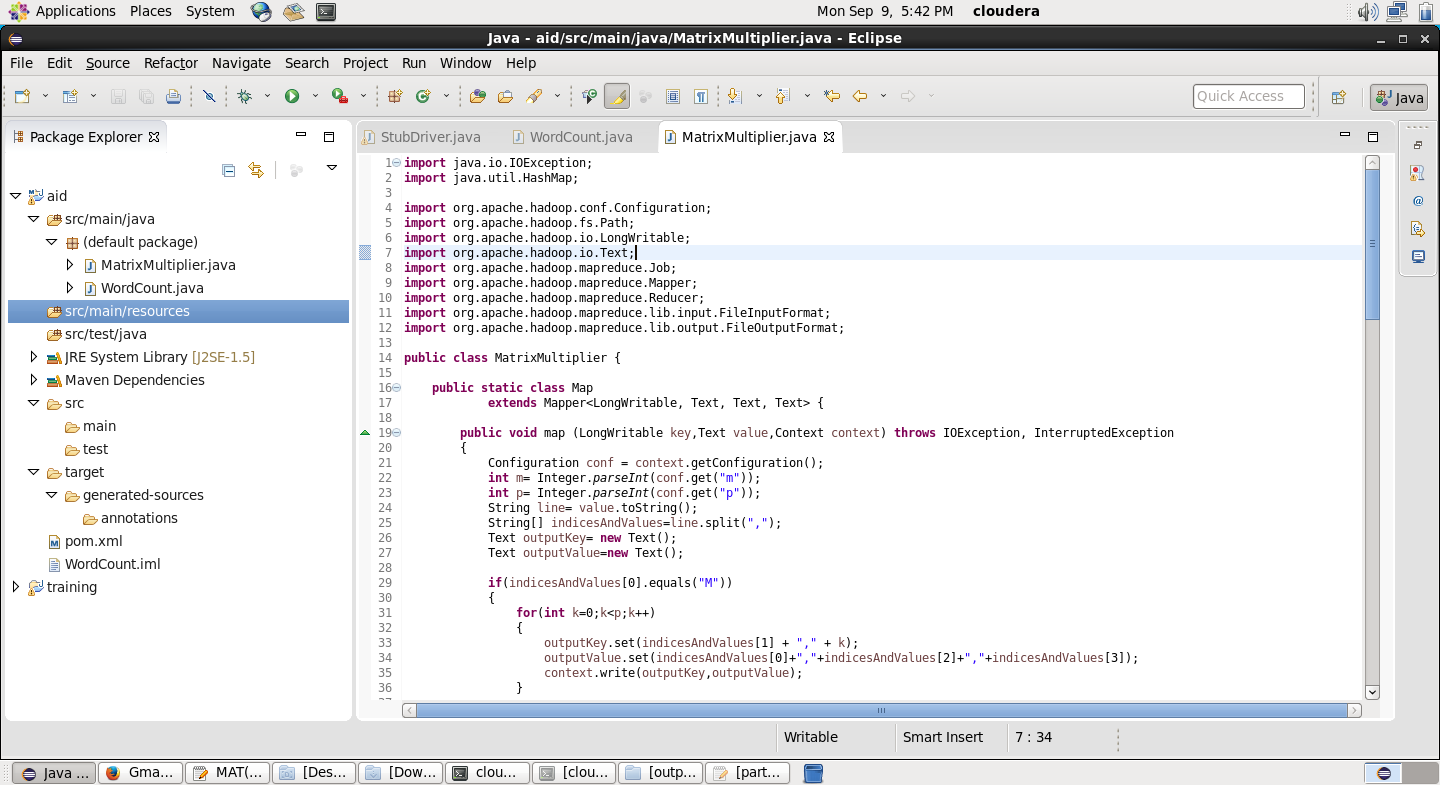 Applications Places System Mon Sep 9, 5:42 PM cloudera
Java - aid/src/main/java/MatrixMultiplier.java - Eclipse
File Edit Source Refactor Navigate Search Project Run Window Help
Quick Access Java
Package Explorer
aid
src/main/java
(default package)
MatrixMultiplier.java
WordCount.java
src/main/resources
src/test/java
JRE System Library [J2SE-1.5]
Maven Dependencies
src
main
test
target
generated-sources
annotations
pom.xml
WordCount.iml
training
StubDriver.java WordCount.java MatrixMultiplier.java
1 import java.io.IOException;
2 import java.util.HashMap;
3
4 import org.apache.hadoop.conf.Configuration;
5 import org.apache.hadoop.fs.Path;
6 import org.apache.hadoop.io.LongWritable;
7 import org.apache.hadoop.io.Text;
8 import org.apache.hadoop.mapreduce.Job;
9 import org.apache.hadoop.mapreduce.Mapper;
10 import org.apache.hadoop.mapreduce.Reducer;
11 import org.apache.hadoop.mapreduce.lib.input.FileInputFormat;
12 import org.apache.hadoop.mapreduce.lib.output.FileOutputFormat;
13
14 public class MatrixMultiplier {
15
16     public static class Map
17             extends Mapper<LongWritable, Text, Text, Text> {
18
19         public void map (LongWritable key,Text value,Context context) throws IOException, InterruptedException
20         {
21             Configuration conf = context.getConfiguration();
22             int m= Integer.parseInt(conf.get("m"));
23             int p= Integer.parseInt(conf.get("p"));
24             String line= value.toString();
25             String[] indicesAndValues=line.split(",");
26             Text outputKey= new Text();
27             Text outputValue=new Text();
28
29             if(indicesAndValues[0].equals("M"))
30             {
31                 for(int k=0;k<p;k++)
32                 {
33                     outputKey.set(indicesAndValues[1] + "," + k);
34                     outputValue.set(indicesAndValues[0]+","+indicesAndValues[2]+","+indicesAndValues[3]);
35                     context.write(outputKey,outputValue);
36                 }
Writable Smart Insert 7 : 34
Java ... Gma... MAT(... [Des... [Dow... clou... [clou... [outp... [part...